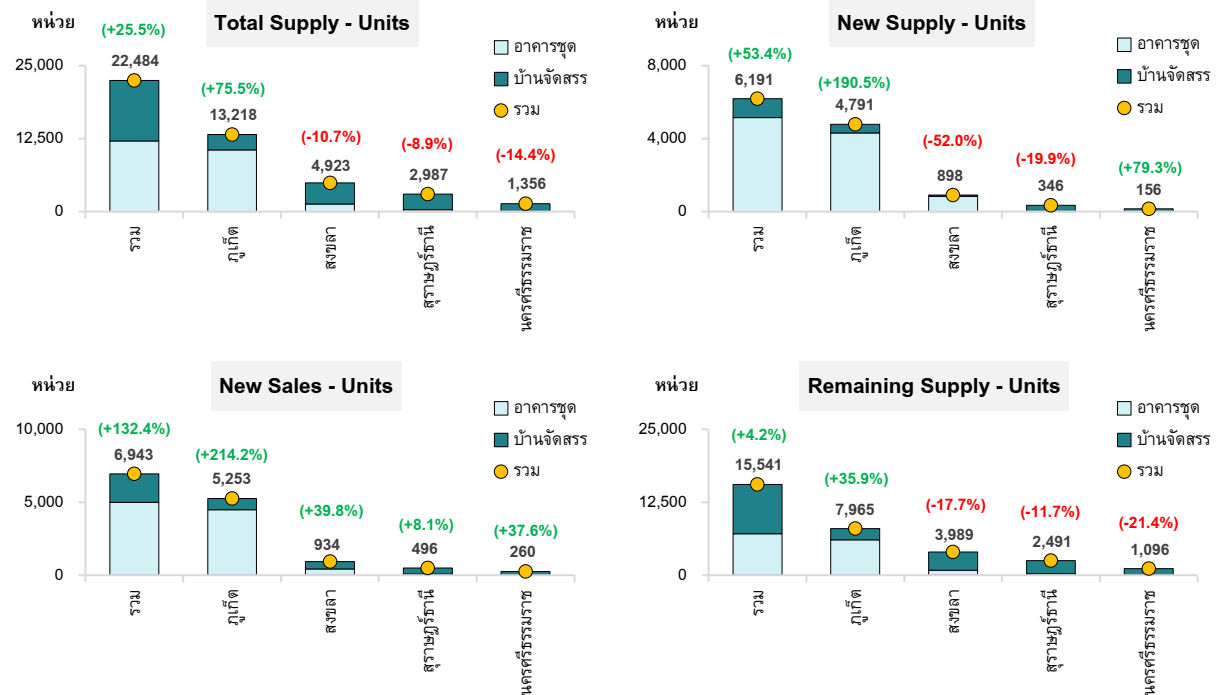 Total Supply - Units
หน่วย
อาคารชุด
บ้านจัดสรร
รวม
25,000
12,500
0
(+25.5%)
22,484
(+75.5%)
13,218
(-10.7%)
4,923
(-8.9%)
2,987
(-14.4%)
1,356
รวม
ภูเก็ต
สงขลา
สุราษฎร์ธานี
นครศรีธรรมราช
New Supply - Units
หน่วย
อาคารชุด
บ้านจัดสรร
รวม
8,000
4,000
0
(+53.4%)
6,191
(+190.5%)
4,791
(-52.0%)
898
(-19.9%)
346
(+79.3%)
156
รวม
ภูเก็ต
สงขลา
สุราษฎร์ธานี
นครศรีธรรมราช
New Sales - Units
หน่วย
อาคารชุด
บ้านจัดสรร
รวม
10,000
5,000
0
(+132.4%)
6,943
(+214.2%)
5,253
(+39.8%)
934
(+8.1%)
496
(+37.6%)
260
รวม
ภูเก็ต
สงขลา
สุราษฎร์ธานี
นครศรีธรรมราช
Remaining Supply - Units
หน่วย
อาคารชุด
บ้านจัดสรร
รวม
25,000
12,500
0
(+4.2%)
15,541
(+35.9%)
7,965
(-17.7%)
3,989
(-11.7%)
2,491
(-21.4%)
1,096
รวม
ภูเก็ต
สงขลา
สุราษฎร์ธานี
นครศรีธรรมราช